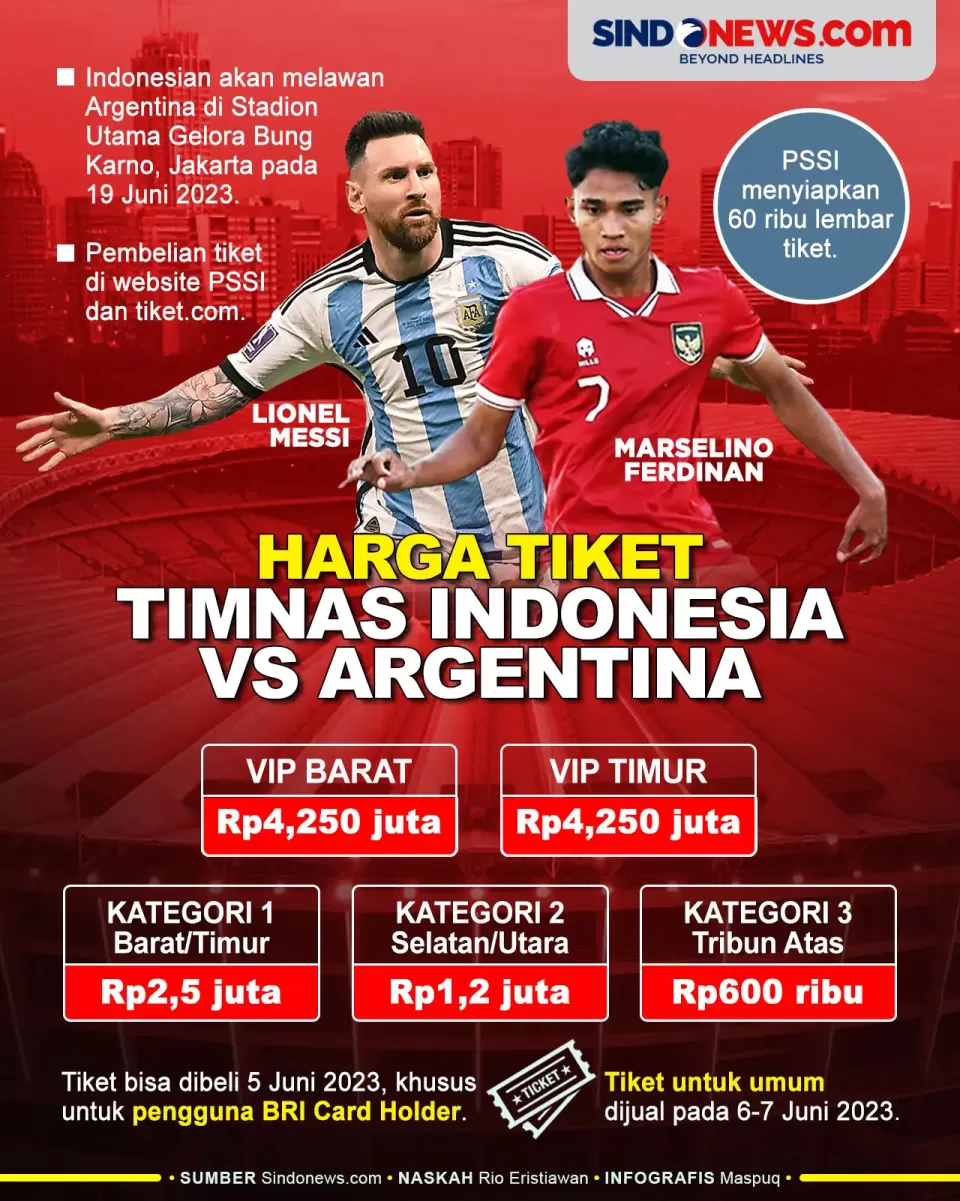 SINDONEWS.com
BEYOND HEADLINES
Indonesian akan melawan
Argentina di Stadion
Utama Gelora Bung
Karno, Jakarta pada
19 Juni 2023.
Pembelian tiket
di website PSSI
dan tiket.com.
PSSI
menyiapkan
60 ribu lembar
tiket.
AFA
10
7
LIONEL
MESSI
MARSELINO
FERDINAN
HARGA TIKET
TIMNAS INDONESIA
VS ARGENTINA
VIP BARAT
Rp4,250 juta
VIP TIMUR
Rp4,250 juta
KATEGORI 1
Barat/Timur
Rp2,5 juta
KATEGORI 2
Selatan/Utara
Rp1,2 juta
KATEGORI 3
Tribun Atas
Rp600 ribu
Tiket bisa dibeli 5 Juni 2023, khusus
untuk pengguna BRI Card Holder.
★ TICKET ★
Tiket untuk umum
dijual pada 6-7 Juni 2023.
• SUMBER Sindonews.com • NASKAH Rio Eristiawan • INFOGRAFIS Maspuq •